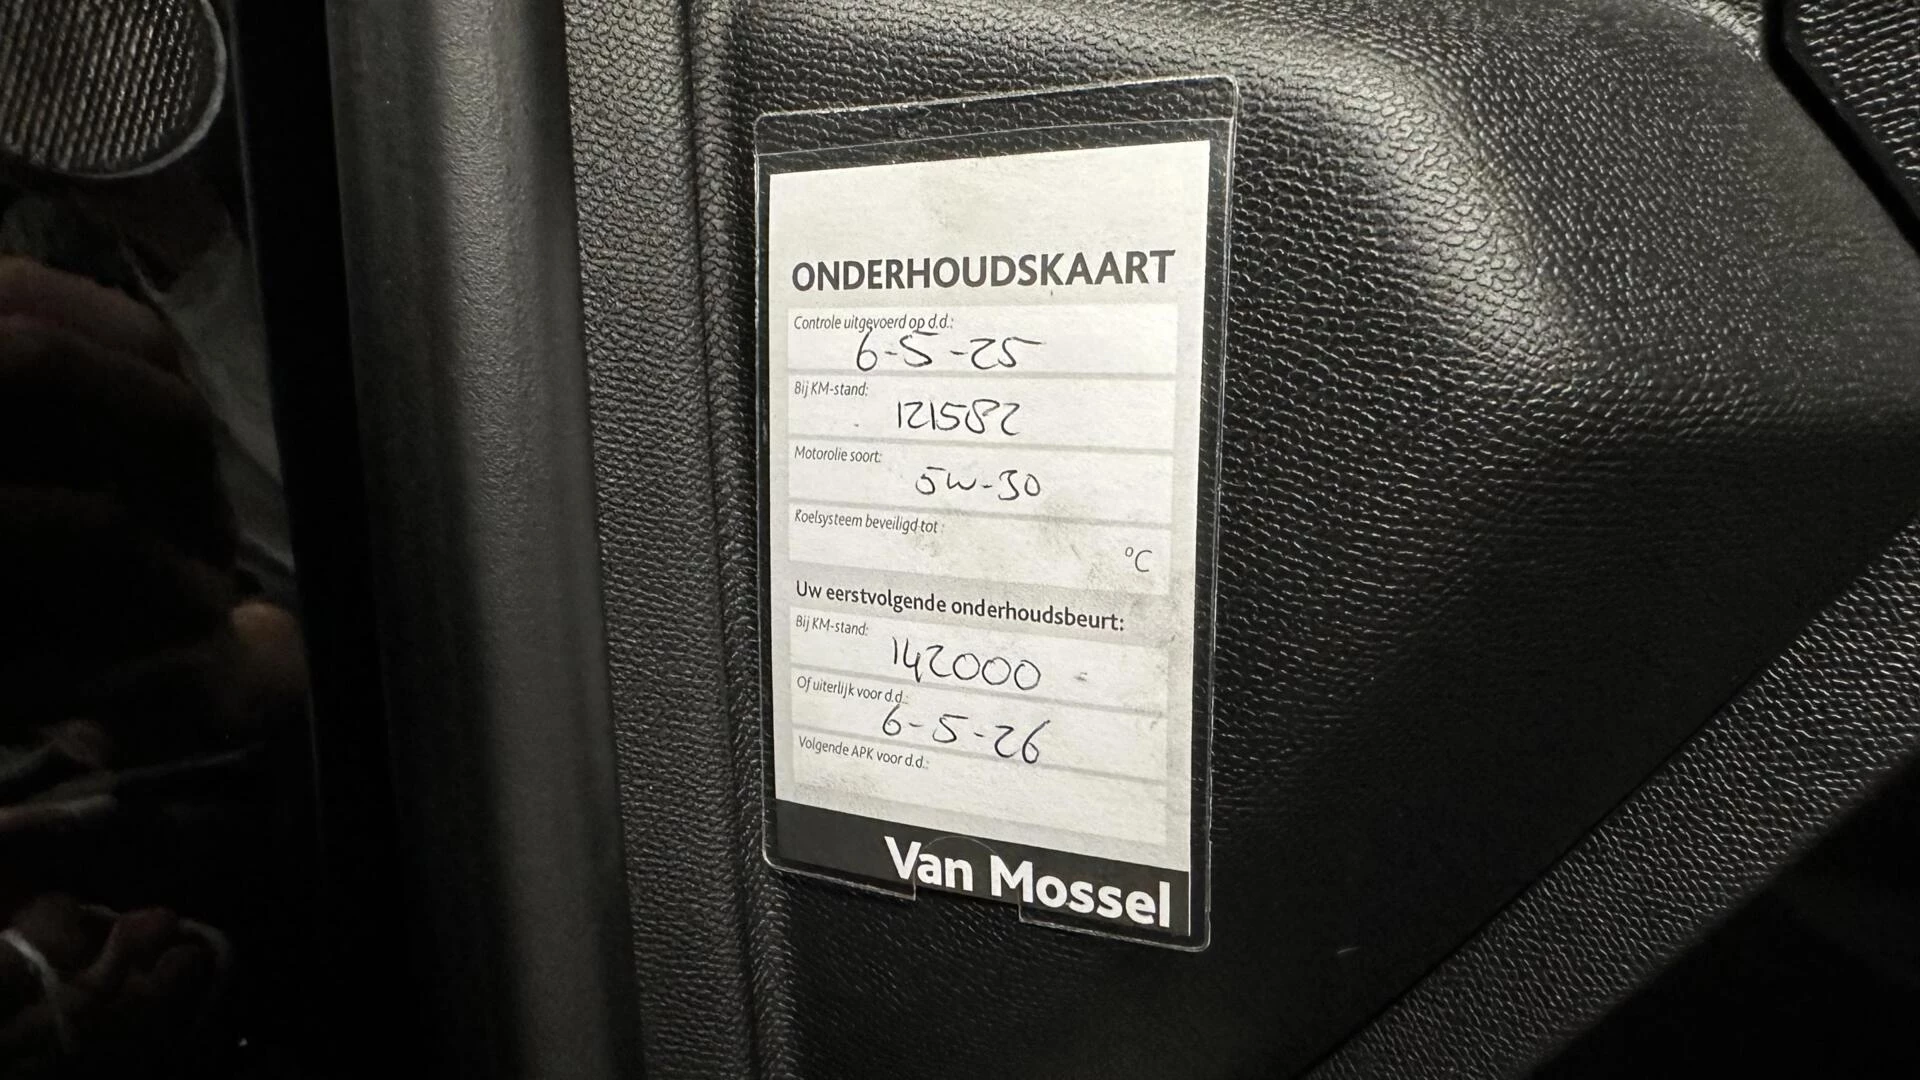 ONDERHOUDSKAART
Controle uitgevoerd op d.d.:
6-5-25
Bij KM-stand:
121582
Motorolie soort:
5W-30
Koelsysteem beveiligd tot :
°C
Uw eerstvolgende onderhoudsbeurt:
Bij KM-stand:
142000
Of uiterlijk voor d.d.:
6-5-26
Volgende APK voor d.d.:
Van Mossel